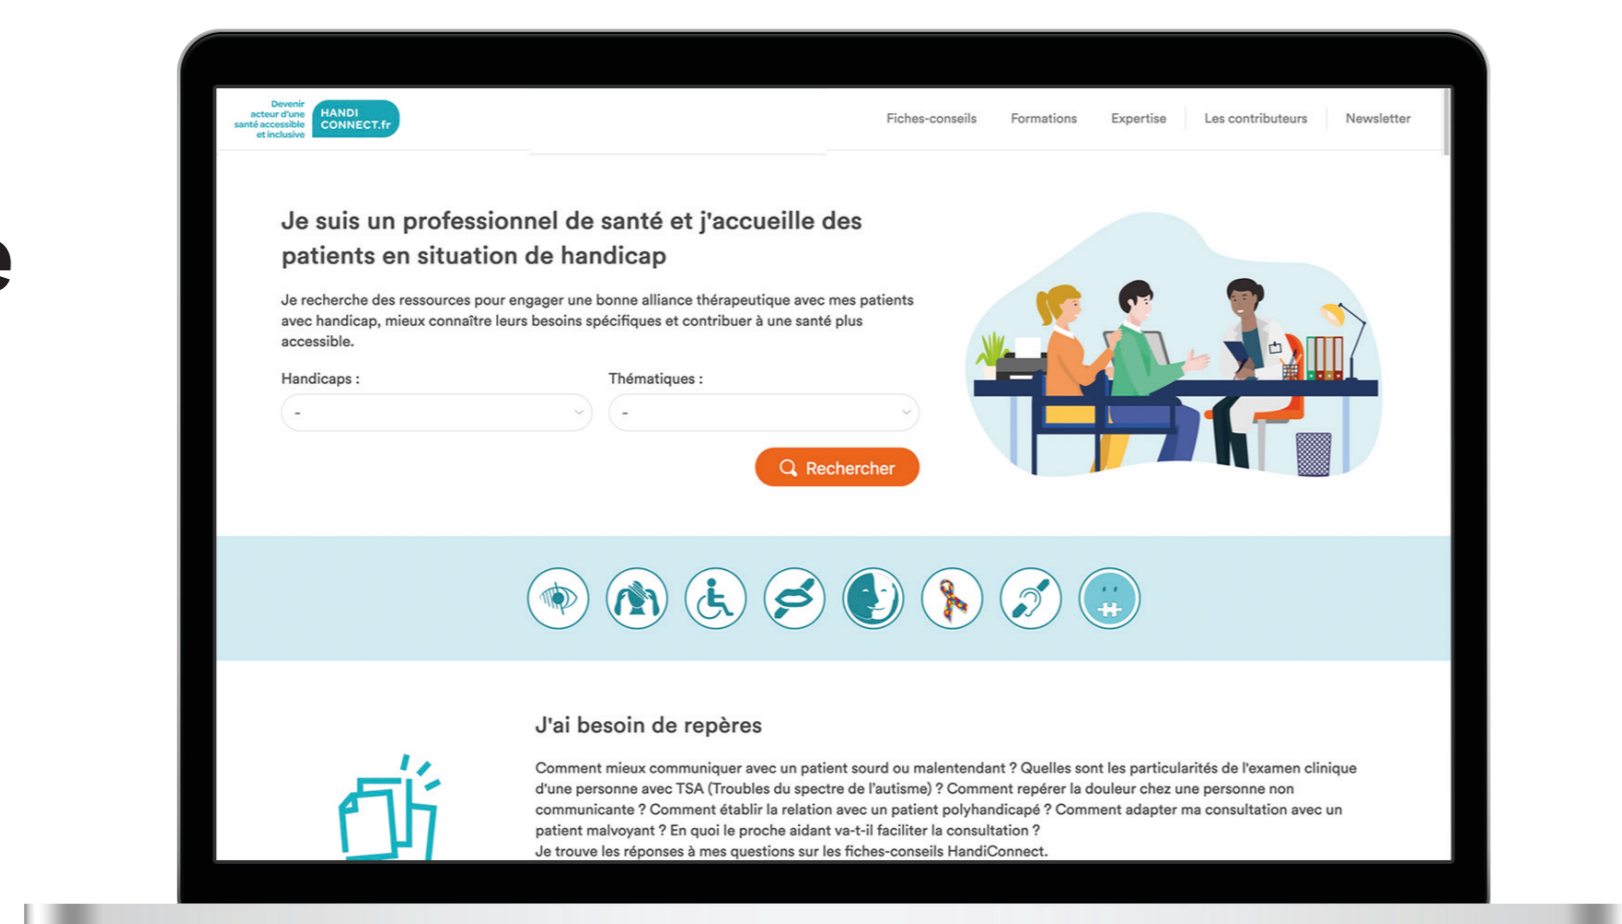 e
Devenir
acteur d'une
santé accessible
et inclusive
HANDI
CONNECT.fr
Fiches-conseils Formations Expertise Les contributeurs Newsletter
Je suis un professionnel de santé et j'accueille des
patients en situation de handicap
Je recherche des ressources pour engager une bonne alliance thérapeutique avec mes patients
avec handicap, mieux connaître leurs besoins spécifiques et contribuer à une santé plus
accessible.
Handicaps : Thématiques :
- -
Rechercher
J'ai besoin de repères
Comment mieux communiquer avec un patient sourd ou malentendant ? Quelles sont les particularités de l'examen clinique
d'une personne avec TSA (Troubles du spectre de l'autisme) ? Comment repérer la douleur chez une personne non
communicante ? Comment établir la relation avec un patient polyhandicapé ? Comment adapter ma consultation avec un
patient malvoyant ? En quoi le proche aidant va-t-il faciliter la consultation ?
Je trouve les réponses à mes questions sur les fiches-conseils HandiConnect.